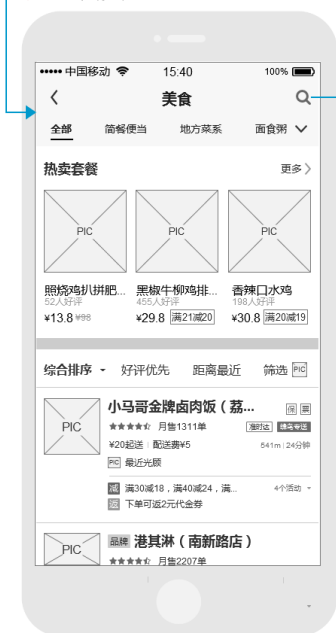 中国移动 15:40 100%
美食
全部 简餐便当 地方菜系 面食粥
热卖套餐 更多
PIC PIC PIC
照烧鸡扒拼肥... 黑椒牛柳鸡排... 香辣口水鸡
52人好评 455人好评 198人好评
¥13.8 ¥98 ¥29.8 满21减20 ¥30.8 满20减19
综合排序 好评优先 距离最近 筛选 PIC
小马哥金牌卤肉饭（荔... 保 票
PIC
月售1311单 准时达 蜂鸟专送
¥20起送 配送费¥5 641m 24分钟
PIC 最近光顾
减 满30减18，满40减24，满... 4个活动
返 下单可返2元代金券
品牌 港其淋（南新路店）
PIC
月售2207单